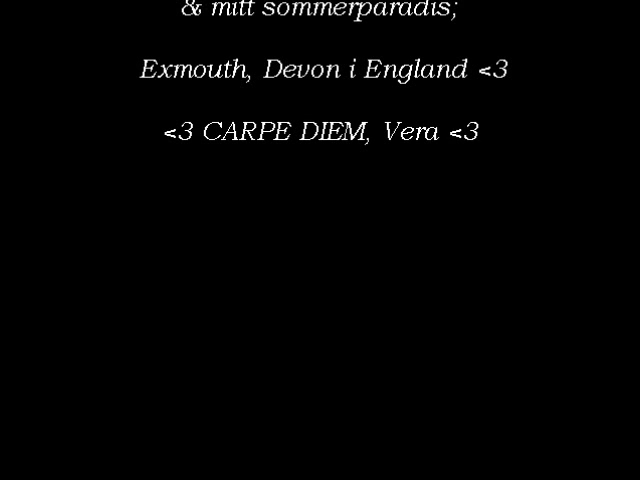 & mitt sommerparadis;
Exmouth, Devon i England <3
<3 CARPE DIEM, Vera <3